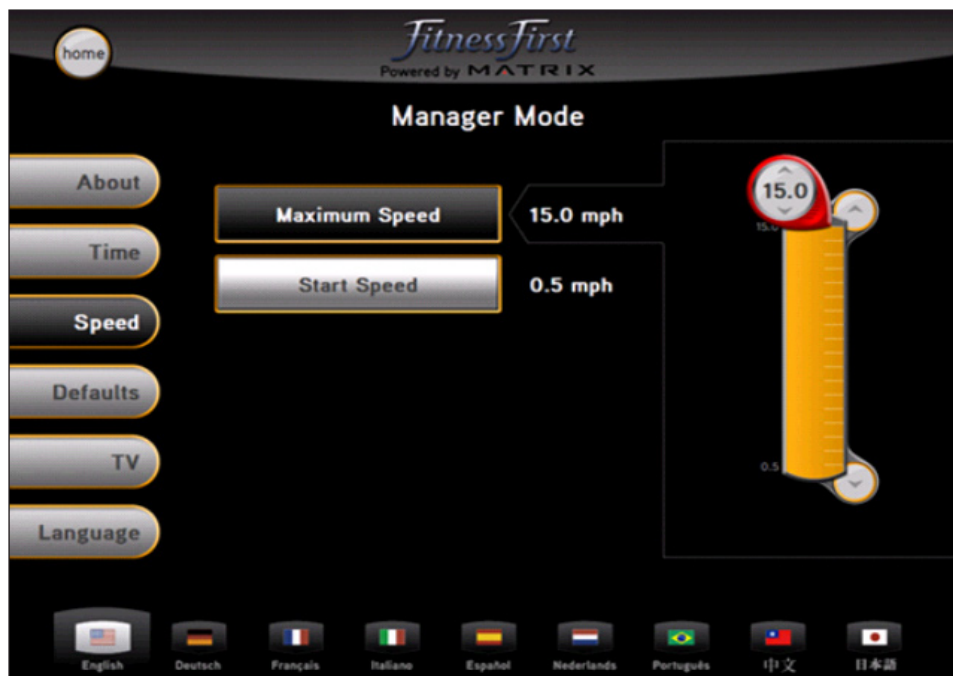 home
Fitness First
Powered by MATRIX
Manager Mode
About
Time
Speed
Defaults
TV
Language
Maximum Speed
15.0 mph
Start Speed
0.5 mph
15.0
15.0
0.5
English
Deutsch
Français
Italiano
Español
Nederlands
Português
中文
日本語